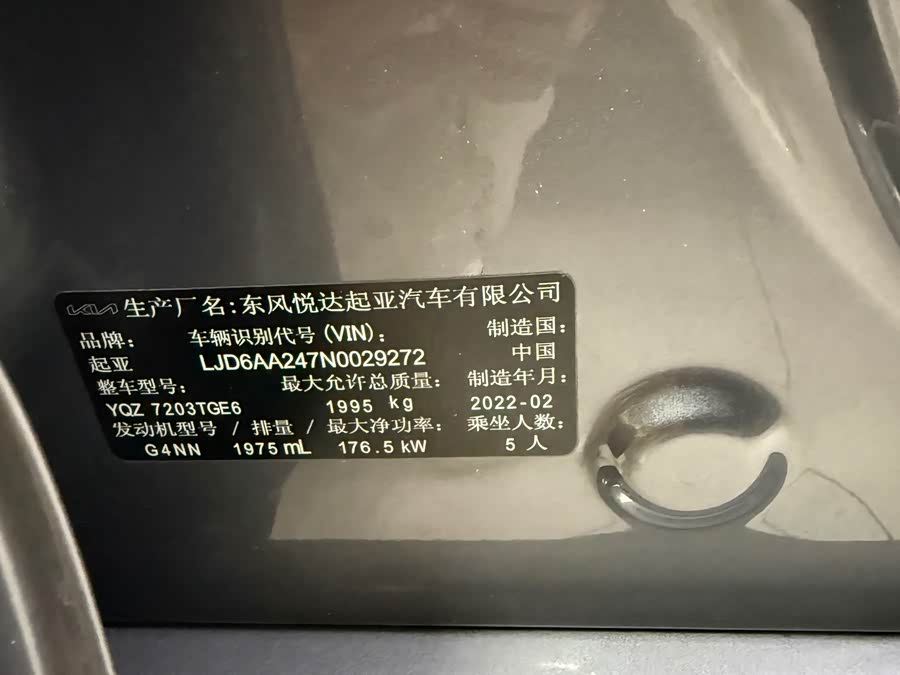 KIA 生产厂名:东风悦达起亚汽车有限公司
品牌: 车辆识别代号(VIN): 制造国:
起亚 LJD6AA247N0029272 中国
整车型号: 最大允许总质量: 制造年月:
YQZ 7203TGE6 1995 kg 2022-02
发动机型号 / 排量 / 最大净功率: 乘坐人数:
G4NN 1975 mL 176.5 kW 5 人